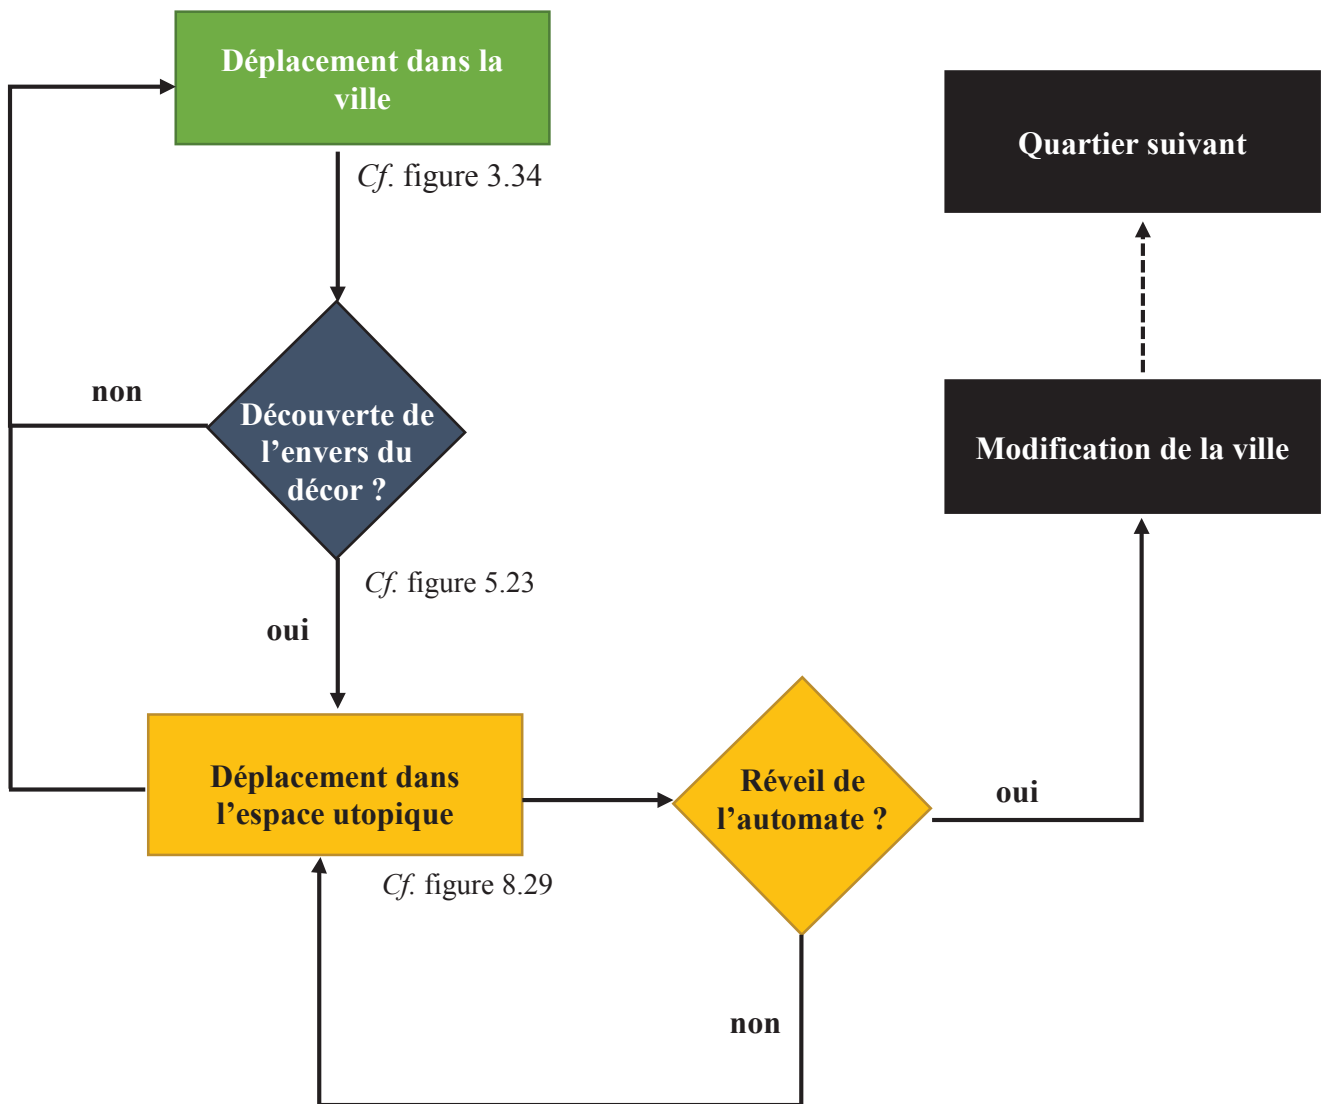 Déplacement dans la
ville
Cf. figure 3.34
Quartier suivant
non
Découverte de
l’envers du
décor ?
Modification de la ville
Cf. figure 5.23
oui
Déplacement dans
l’espace utopique
Réveil de
l’automate ?
oui
Cf. figure 8.29
non